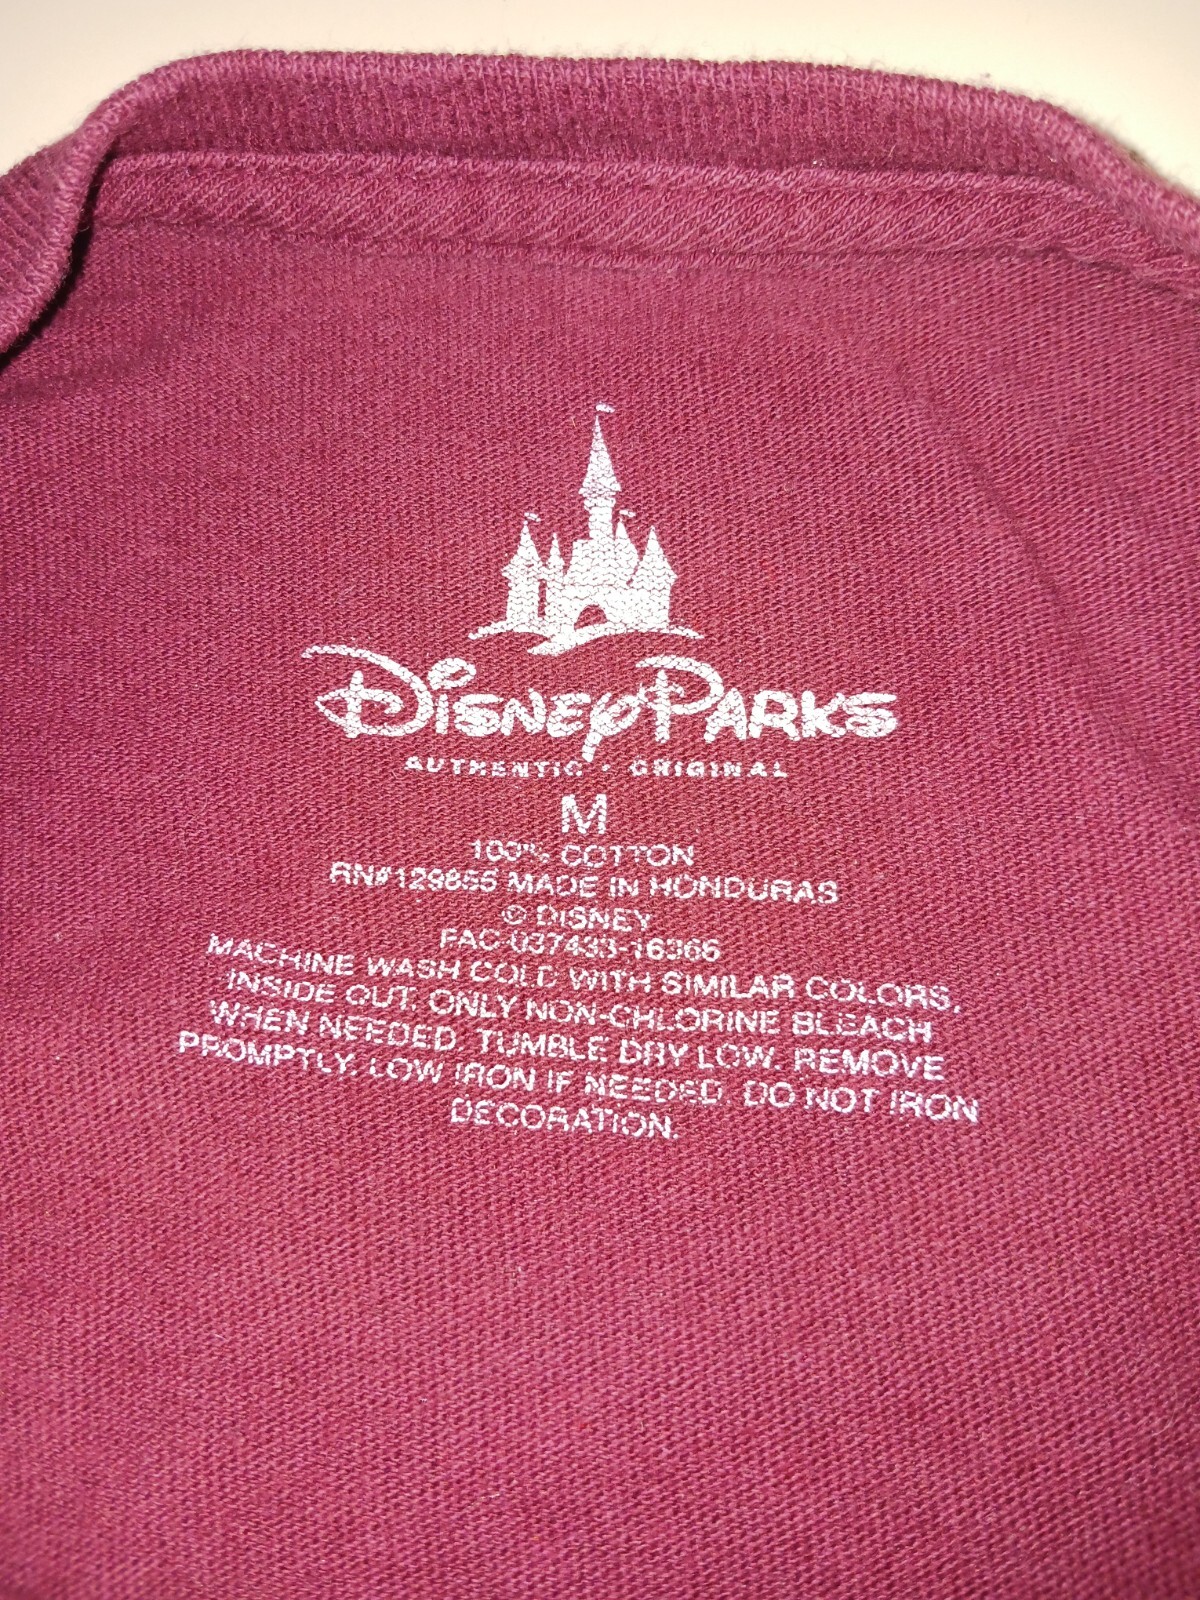 Disney Parks
AUTHENTIC · ORIGINAL
M
100% COTTON
RN#129855 MADE IN HONDURAS
© DISNEY
FAC-037433-16366
MACHINE WASH COLD WITH SIMILAR COLORS,
INSIDE OUT. ONLY NON-CHLORINE BLEACH
WHEN NEEDED. TUMBLE DRY LOW. REMOVE
PROMPTLY. LOW IRON IF NEEDED. DO NOT IRON
DECORATION.